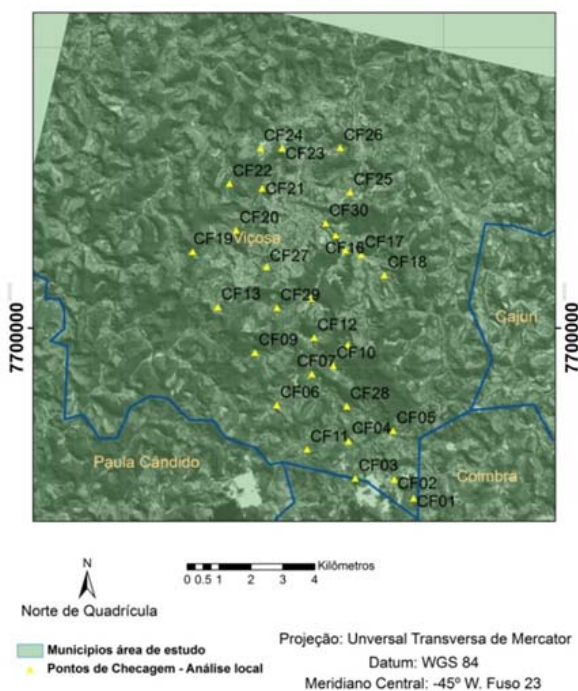 CF24 CF26
CF23
CF22
CF21 CF25
CF20 CF30
Viçosa
CF19 CF16 CF17
CF27 CF18
CF13 CF29
Cajuri
7700000 7700000
CF12
CF09 CF10
CF07
CF06 CF28
CF05
CF11 CF04
Paula Cândido
CF03 Coimbra
CF02
CF01
N
Quilômetros
0 0.5 1 2 3 4
Norte de Quadrícula
Municipios área de estudo
Pontos de Checagem - Análise local
Projeção: Unversal Transversa de Mercator
Datum: WGS 84
Meridiano Central: -45º W. Fuso 23